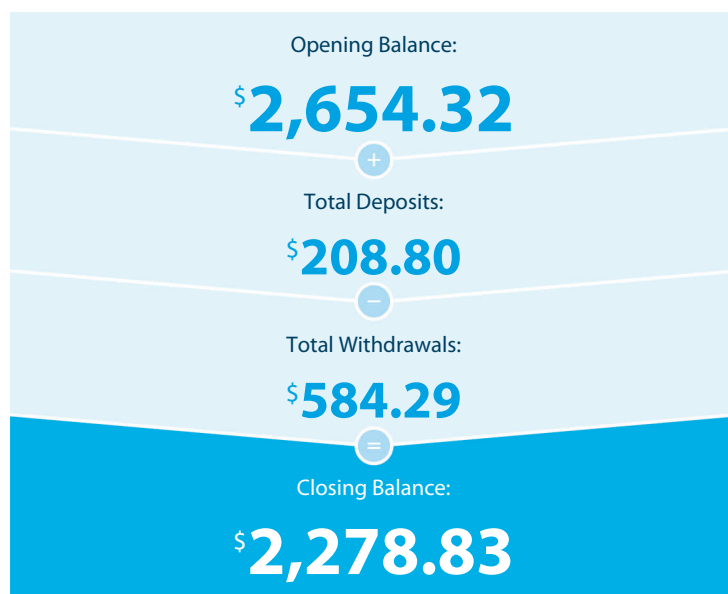 Opening Balance:
$2,654.32
+
Total Deposits:
$208.80
−
Total Withdrawals:
$584.29
=
Closing Balance:
$2,278.83